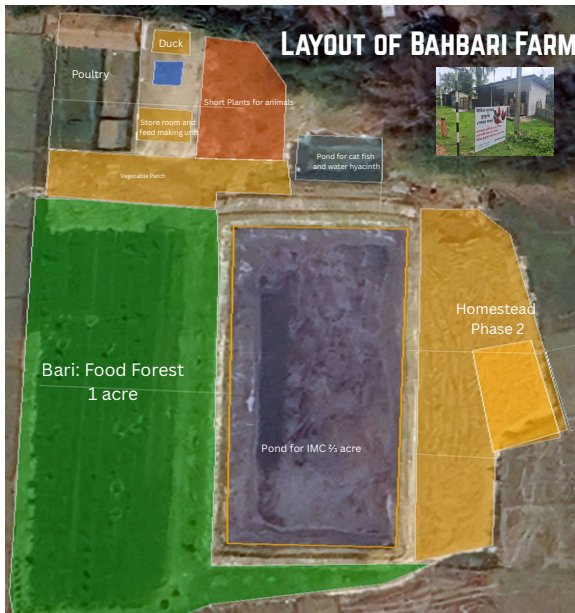 Layout of Bahbari Farm
Duck
Poultry
Short Plants for animals
Store room and
feed making unit
Pond for cat fish
and water hyacinth
Vegetable Patch
Homestead
Phase 2
Bari: Food Forest
1 acre
Pond for IMC ⅔ acre